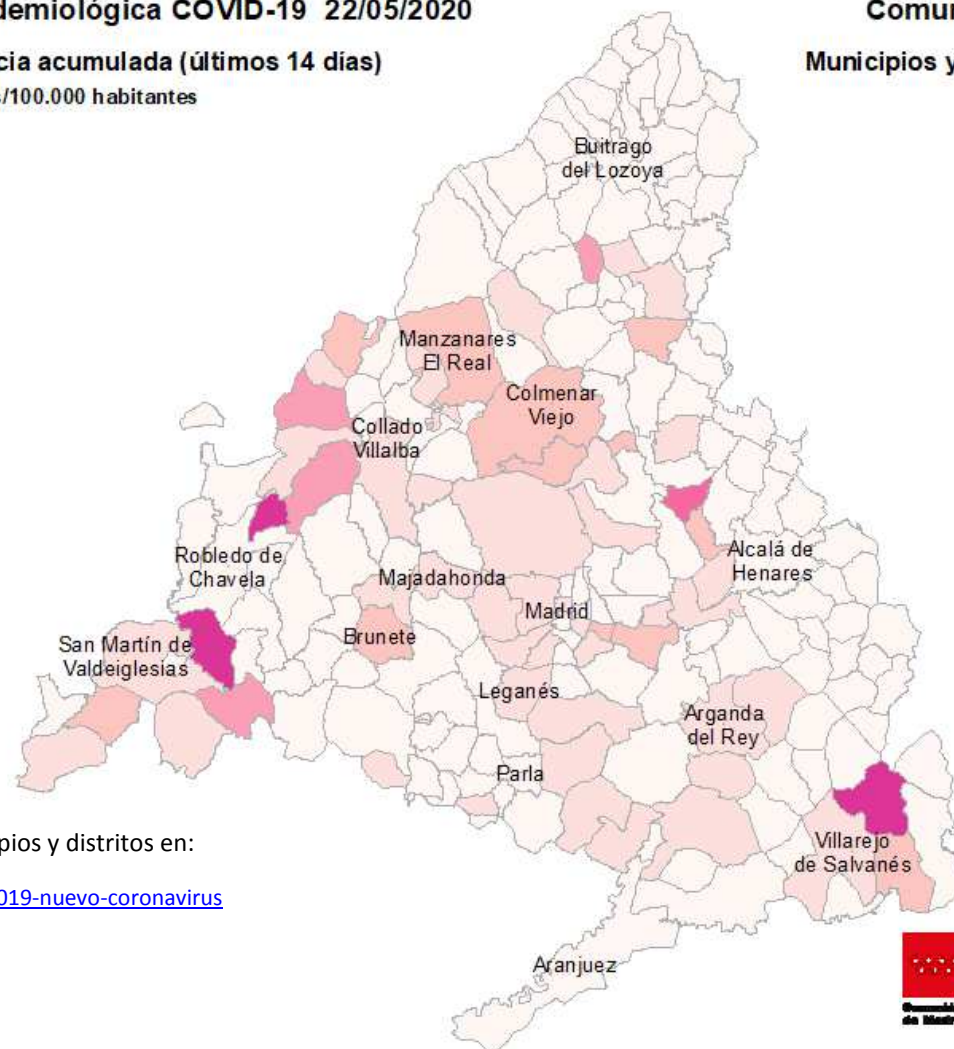 demiológica COVID-19 22/05/2020
Comun
cia acumulada (últimos 14 días)
Municipios y
s/100.000 habitantes
Buitrago
del Lozoya
Manzanares
El Real
Colmenar
Viejo
Collado
Villalba
Robledo de
Chavela
Majadahonda
Alcalá de
Henares
Madrid
San Martín de
Valdeiglesias
Brunete
Leganés
Arganda
del Rey
Parla
Villarejo
de Salvanés
pios y distritos en:
019-nuevo-coronavirus
Aranjuez